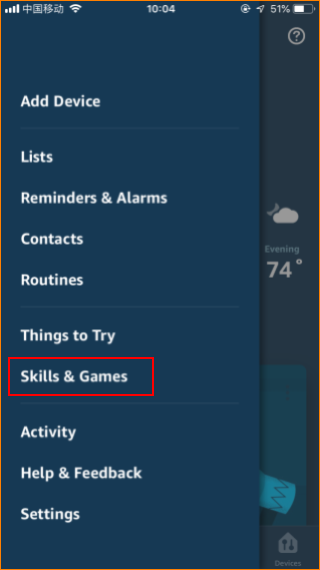 中国移动 10:04 51%
Add Device
Lists
Reminders & Alarms
Contacts
Evening
Routines
74°
Things to Try
Skills & Games
Activity
Help & Feedback
Settings
Devices